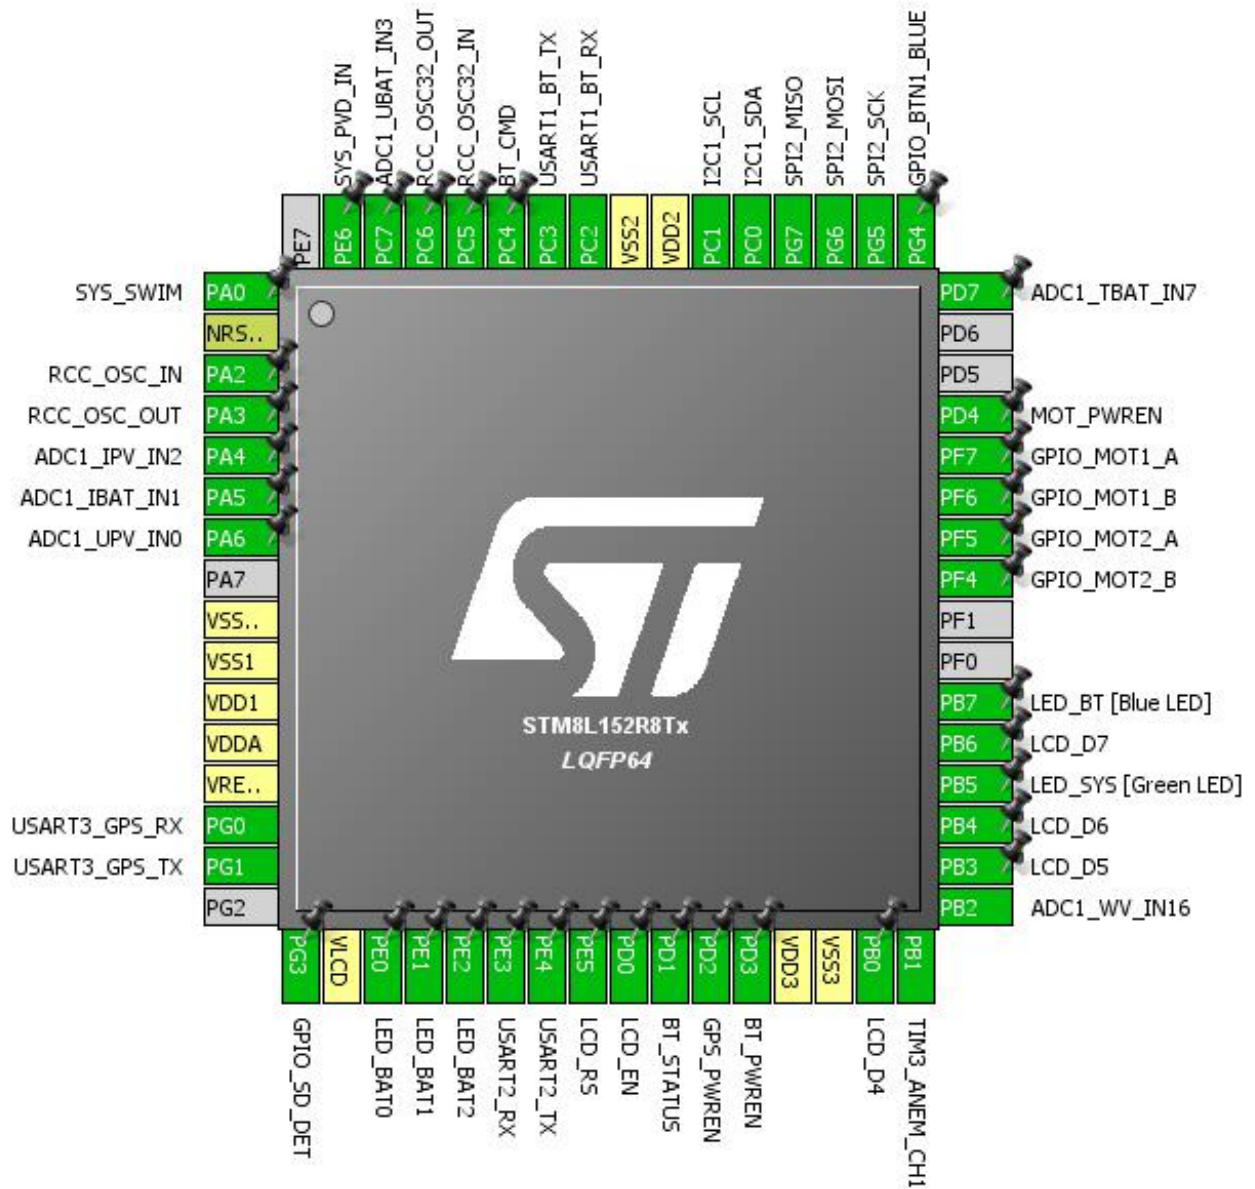 SYS_PVD_IN
ADC1_UBAT_IN3
RCC_OSC32_OUT
RCC_OSC32_IN
BT_CMD
USART1_BT_TX
USART1_BT_RX
I2C1_SCL
I2C1_SDA
SPI2_MISO
SPI2_MOSI
SPI2_SCK
GPIO_BTN1_BLUE
PE7
PE6
PC7
PC6
PC5
PC4
PC3
PC2
VSS2
VDD2
PC1
PC0
PG7
PG6
PG5
PG4
SYS_SWIM PA0
NRS..
RCC_OSC_IN PA2
RCC_OSC_OUT PA3
ADC1_IPV_IN2 PA4
ADC1_IBAT_IN1 PA5
ADC1_UPV_IN0 PA6
PA7
VSS..
VSS1
VDD1
VDDA
VRE..
USART3_GPS_RX PG0
USART3_GPS_TX PG1
PG2
ST
STM8L152R8Tx
LQFP64
PD7 ADC1_TBAT_IN7
PD6
PD5
PD4 MOT_PWREN
PF7 GPIO_MOT1_A
PF6 GPIO_MOT1_B
PF5 GPIO_MOT2_A
PF4 GPIO_MOT2_B
PF1
PF0
PB7 LED_BT [Blue LED]
PB6 LCD_D7
PB5 LED_SYS [Green LED]
PB4 LCD_D6
PB3 LCD_D5
PB2 ADC1_WV_IN16
PG3
VLCD
PE0
PE1
PE2
PE3
PE4
PE5
PD0
PD1
PD2
PD3
VDD3
VSS3
PB0
PB1
GPIO_SD_DET
LED_BAT0
LED_BAT1
LED_BAT2
USART2_RX
USART2_TX
LCD_RS
LCD_EN
BT_STATUS
GPS_PWREN
BT_PWREN
LCD_D4
TIM3_ANEM_CH1